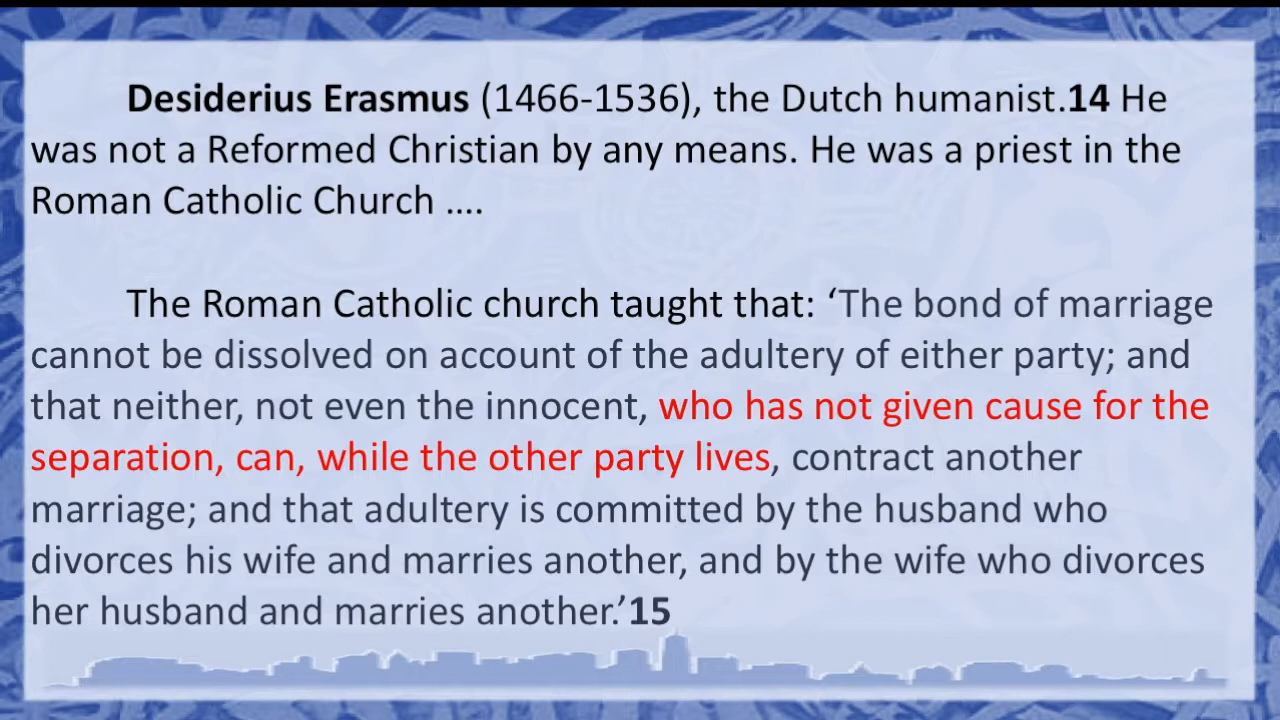 Desiderius Erasmus (1466-1536), the Dutch humanist.14 He
was not a Reformed Christian by any means. He was a priest in the
Roman Catholic Church ....
The Roman Catholic church taught that: ‘The bond of marriage
cannot be dissolved on account of the adultery of either party; and
that neither, not even the innocent, who has not given cause for the
separation, can, while the other party lives, contract another
marriage; and that adultery is committed by the husband who
divorces his wife and marries another, and by the wife who divorces
her husband and marries another.’15